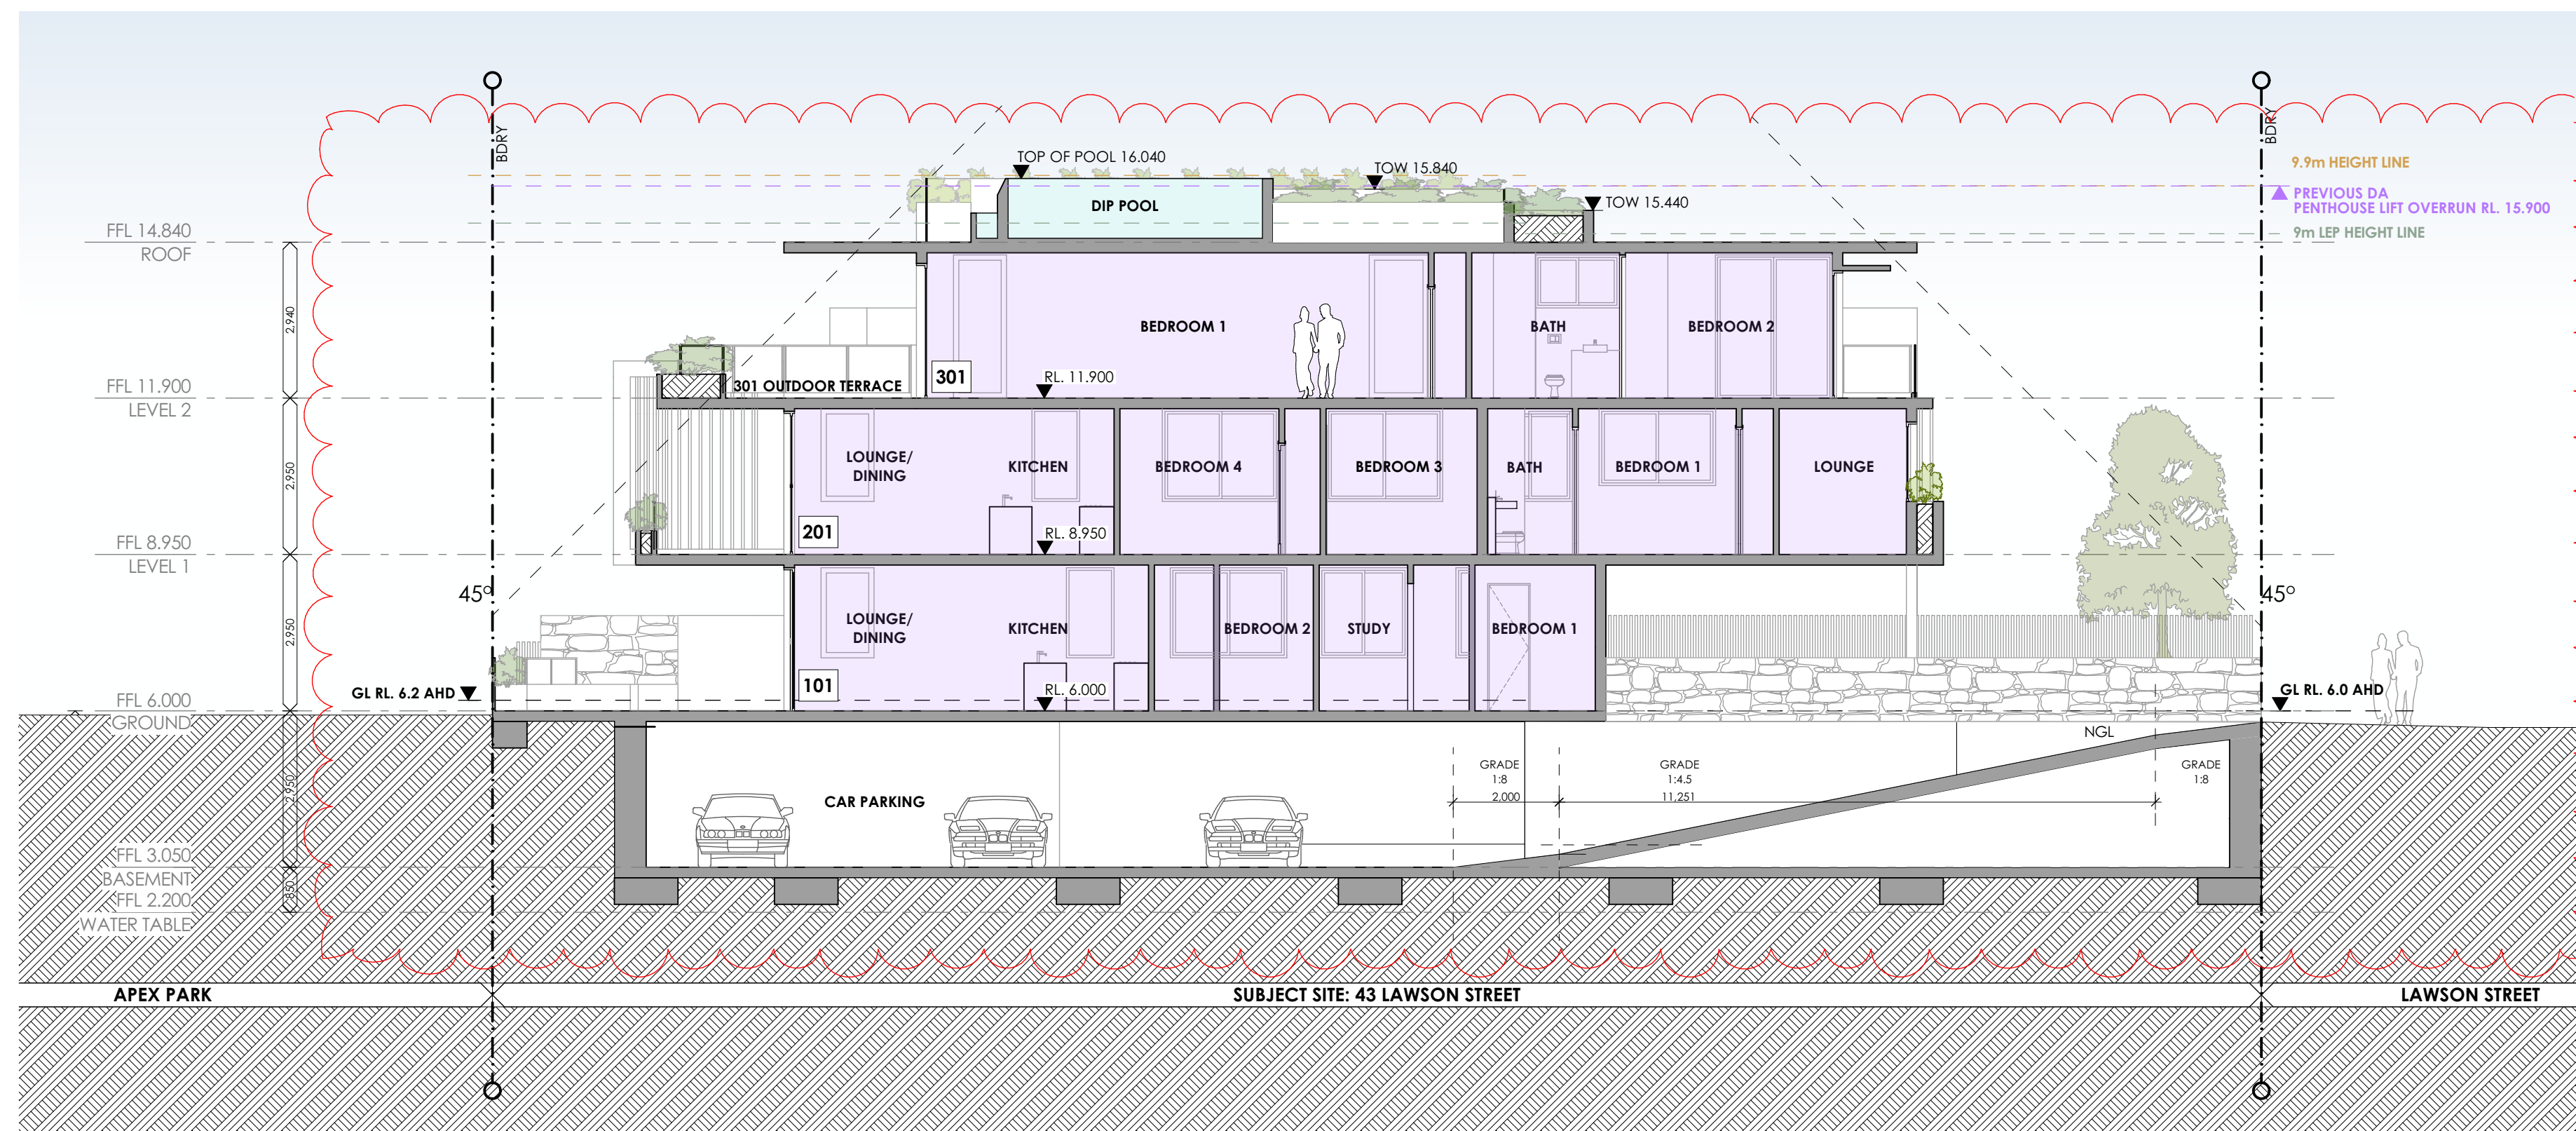 BDRY
BDRY
TOP OF POOL 16.040
TOW 15.840
9.9m HEIGHT LINE
DIP POOL
TOW 15.440
PREVIOUS DA
PENTHOUSE LIFT OVERRUN RL. 15.900
9m LEP HEIGHT LINE
FFL 14.840
ROOF
2,940
BEDROOM 1
BATH
BEDROOM 2
301 OUTDOOR TERRACE
301
RL. 11.900
FFL 11.900
LEVEL 2
2,950
LOUNGE/
DINING
KITCHEN
BEDROOM 4
BEDROOM 3
BATH
BEDROOM 1
LOUNGE
201
RL. 8.950
FFL 8.950
LEVEL 1
45°
45°
2,950
LOUNGE/
DINING
KITCHEN
BEDROOM 2
STUDY
BEDROOM 1
101
RL. 6.000
GL RL. 6.2 AHD
GL RL. 6.0 AHD
FFL 6.000
GROUND
NGL
2,950
CAR PARKING
GRADE
1:8
2,000
GRADE
1:4.5
11,251
GRADE
1:8
FFL 3.050
BASEMENT
850
FFL 2.200
WATER TABLE
APEX PARK
SUBJECT SITE: 43 LAWSON STREET
LAWSON STREET